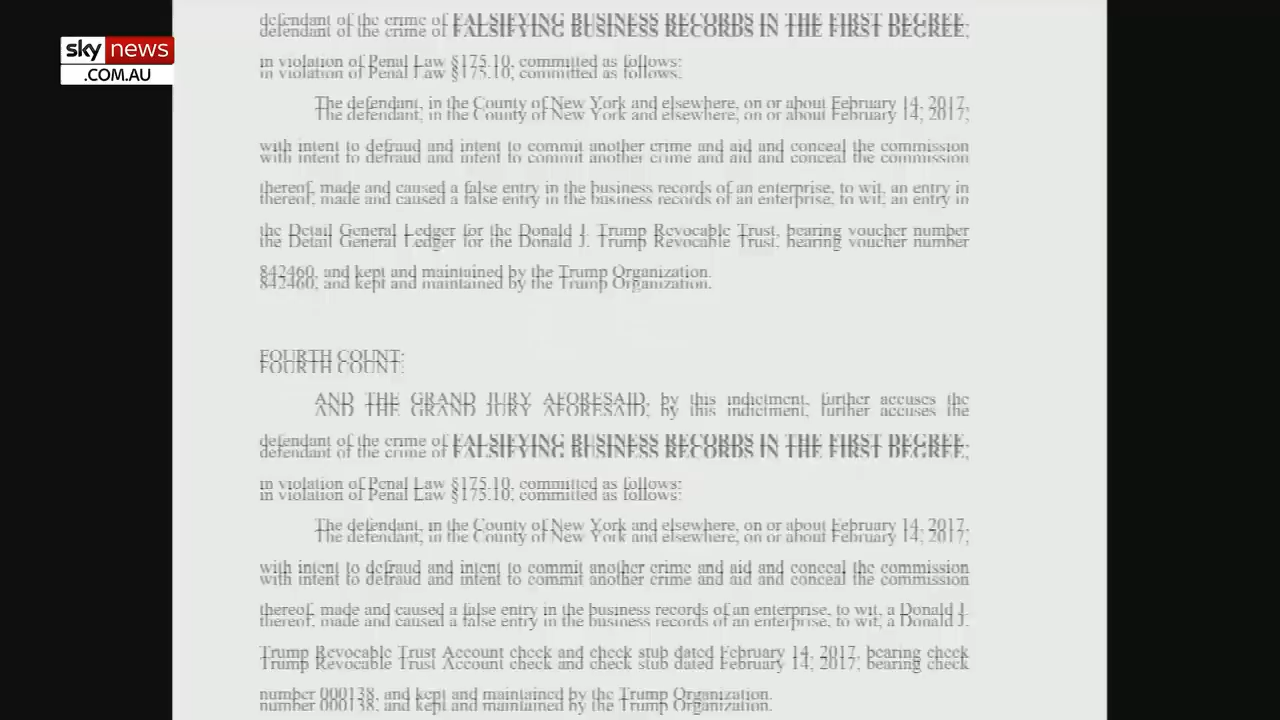 sky news
.COM.AU
defendant of the crime of FALSIFYING BUSINESS RECORDS IN THE FIRST DEGREE,
in violation of Penal Law §175.10, committed as follows:
The defendant, in the County of New York and elsewhere, on or about February 14, 2017,
with intent to defraud and intent to commit another crime and aid and conceal the commission
thereof, made and caused a false entry in the business records of an enterprise, to wit, an entry in
the Detail General Ledger for the Donald J. Trump Revocable Trust, bearing voucher number
842460, and kept and maintained by the Trump Organization.
FOURTH COUNT:
AND THE GRAND JURY AFORESAID, by this indictment, further accuses the
defendant of the crime of FALSIFYING BUSINESS RECORDS IN THE FIRST DEGREE,
in violation of Penal Law §175.10, committed as follows:
The defendant, in the County of New York and elsewhere, on or about February 14, 2017,
with intent to defraud and intent to commit another crime and aid and conceal the commission
thereof, made and caused a false entry in the business records of an enterprise, to wit, a Donald J.
Trump Revocable Trust Account check and check stub dated February 14, 2017, bearing check
number 000138, and kept and maintained by the Trump Organization.